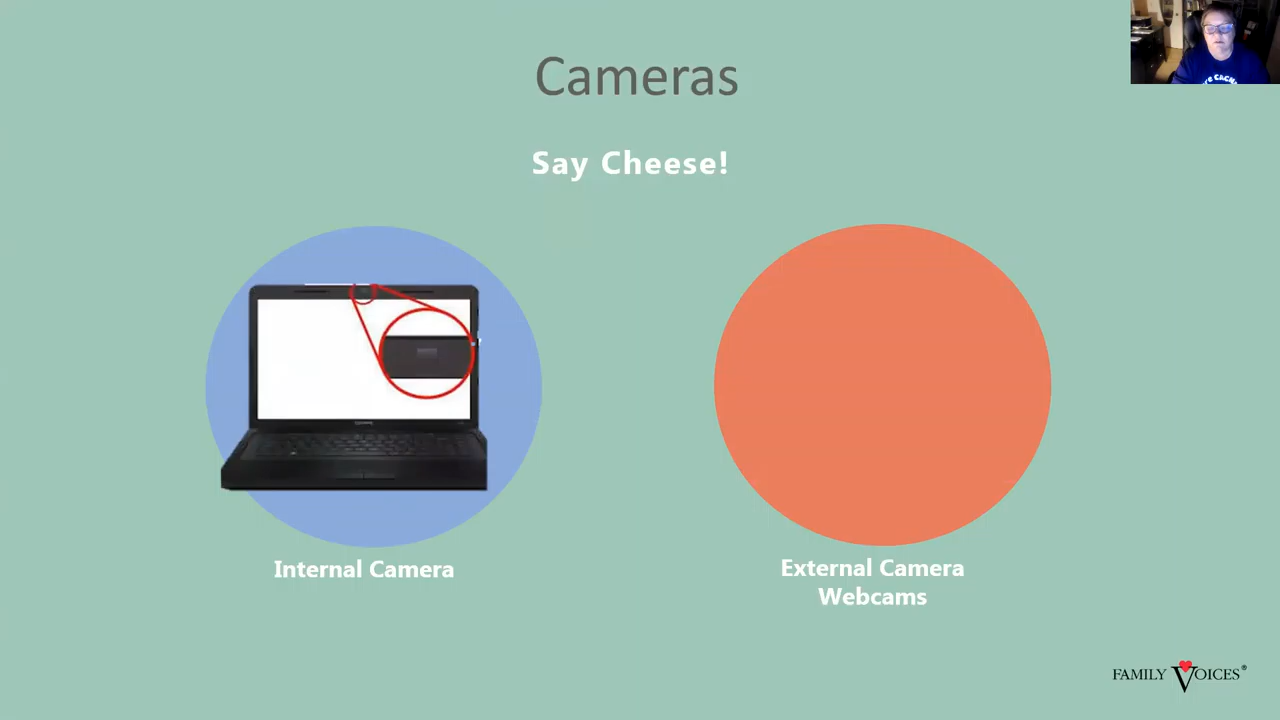 Cameras
Say Cheese!
Internal Camera
External Camera
Webcams
FAMILY VOICES®